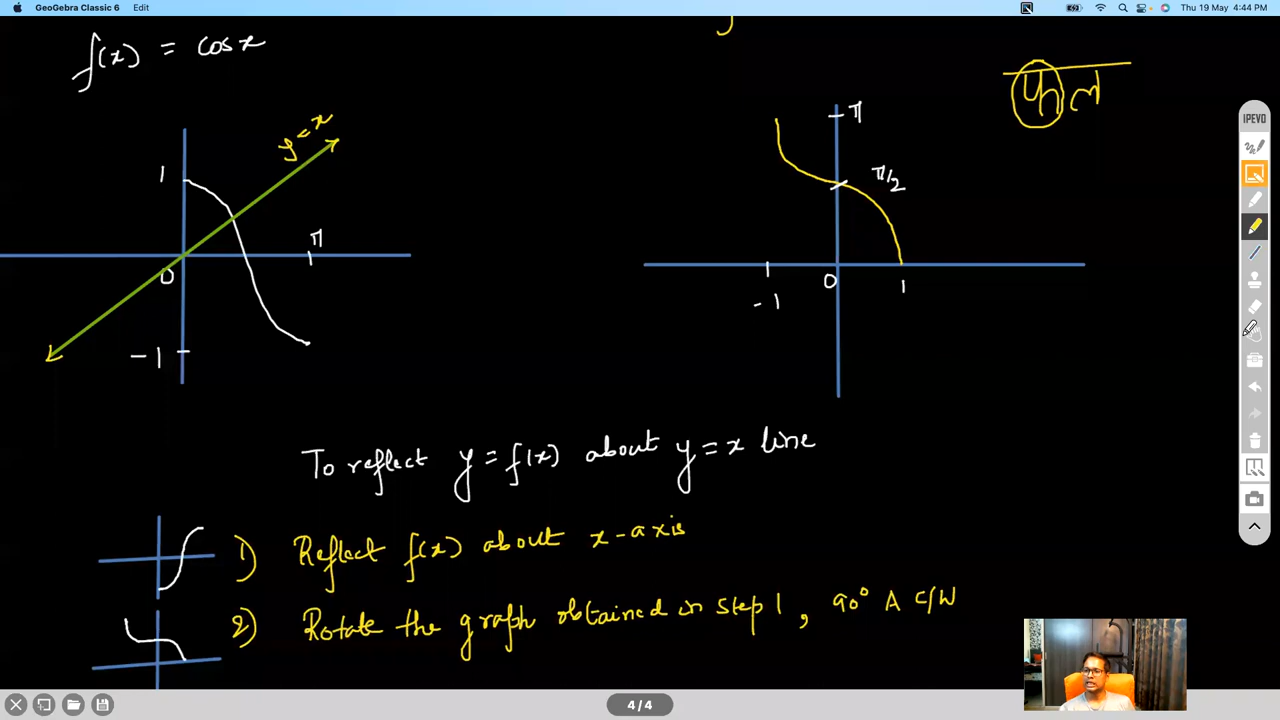 GeoGebra Classic 6 Edit Thu 19 May 4:44 PM
f(x) = cos x
फल
IPEVO
y = x
1
π
0
-1
π
π/2
0
1
-1
To reflect y = f(x) about y = x line
1) Reflect f(x) about x-axis
2) Rotate the graph obtained in step 1, 90° A C/W
4 / 4